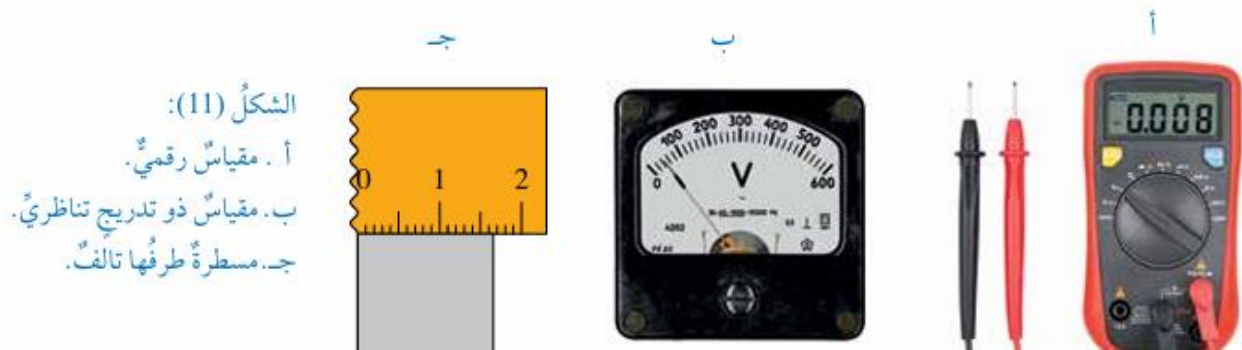 أ
ب
جـ
الشكلُ (11):
أ . مقياسٌ رقميٌّ.
ب. مقياسٌ ذو تدريجٍ تناظريٍّ.
جـ. مسطرةٌ طرفُها تالفٌ.
0 1 2
0 100 200 300 400 500 600
V
-0.008